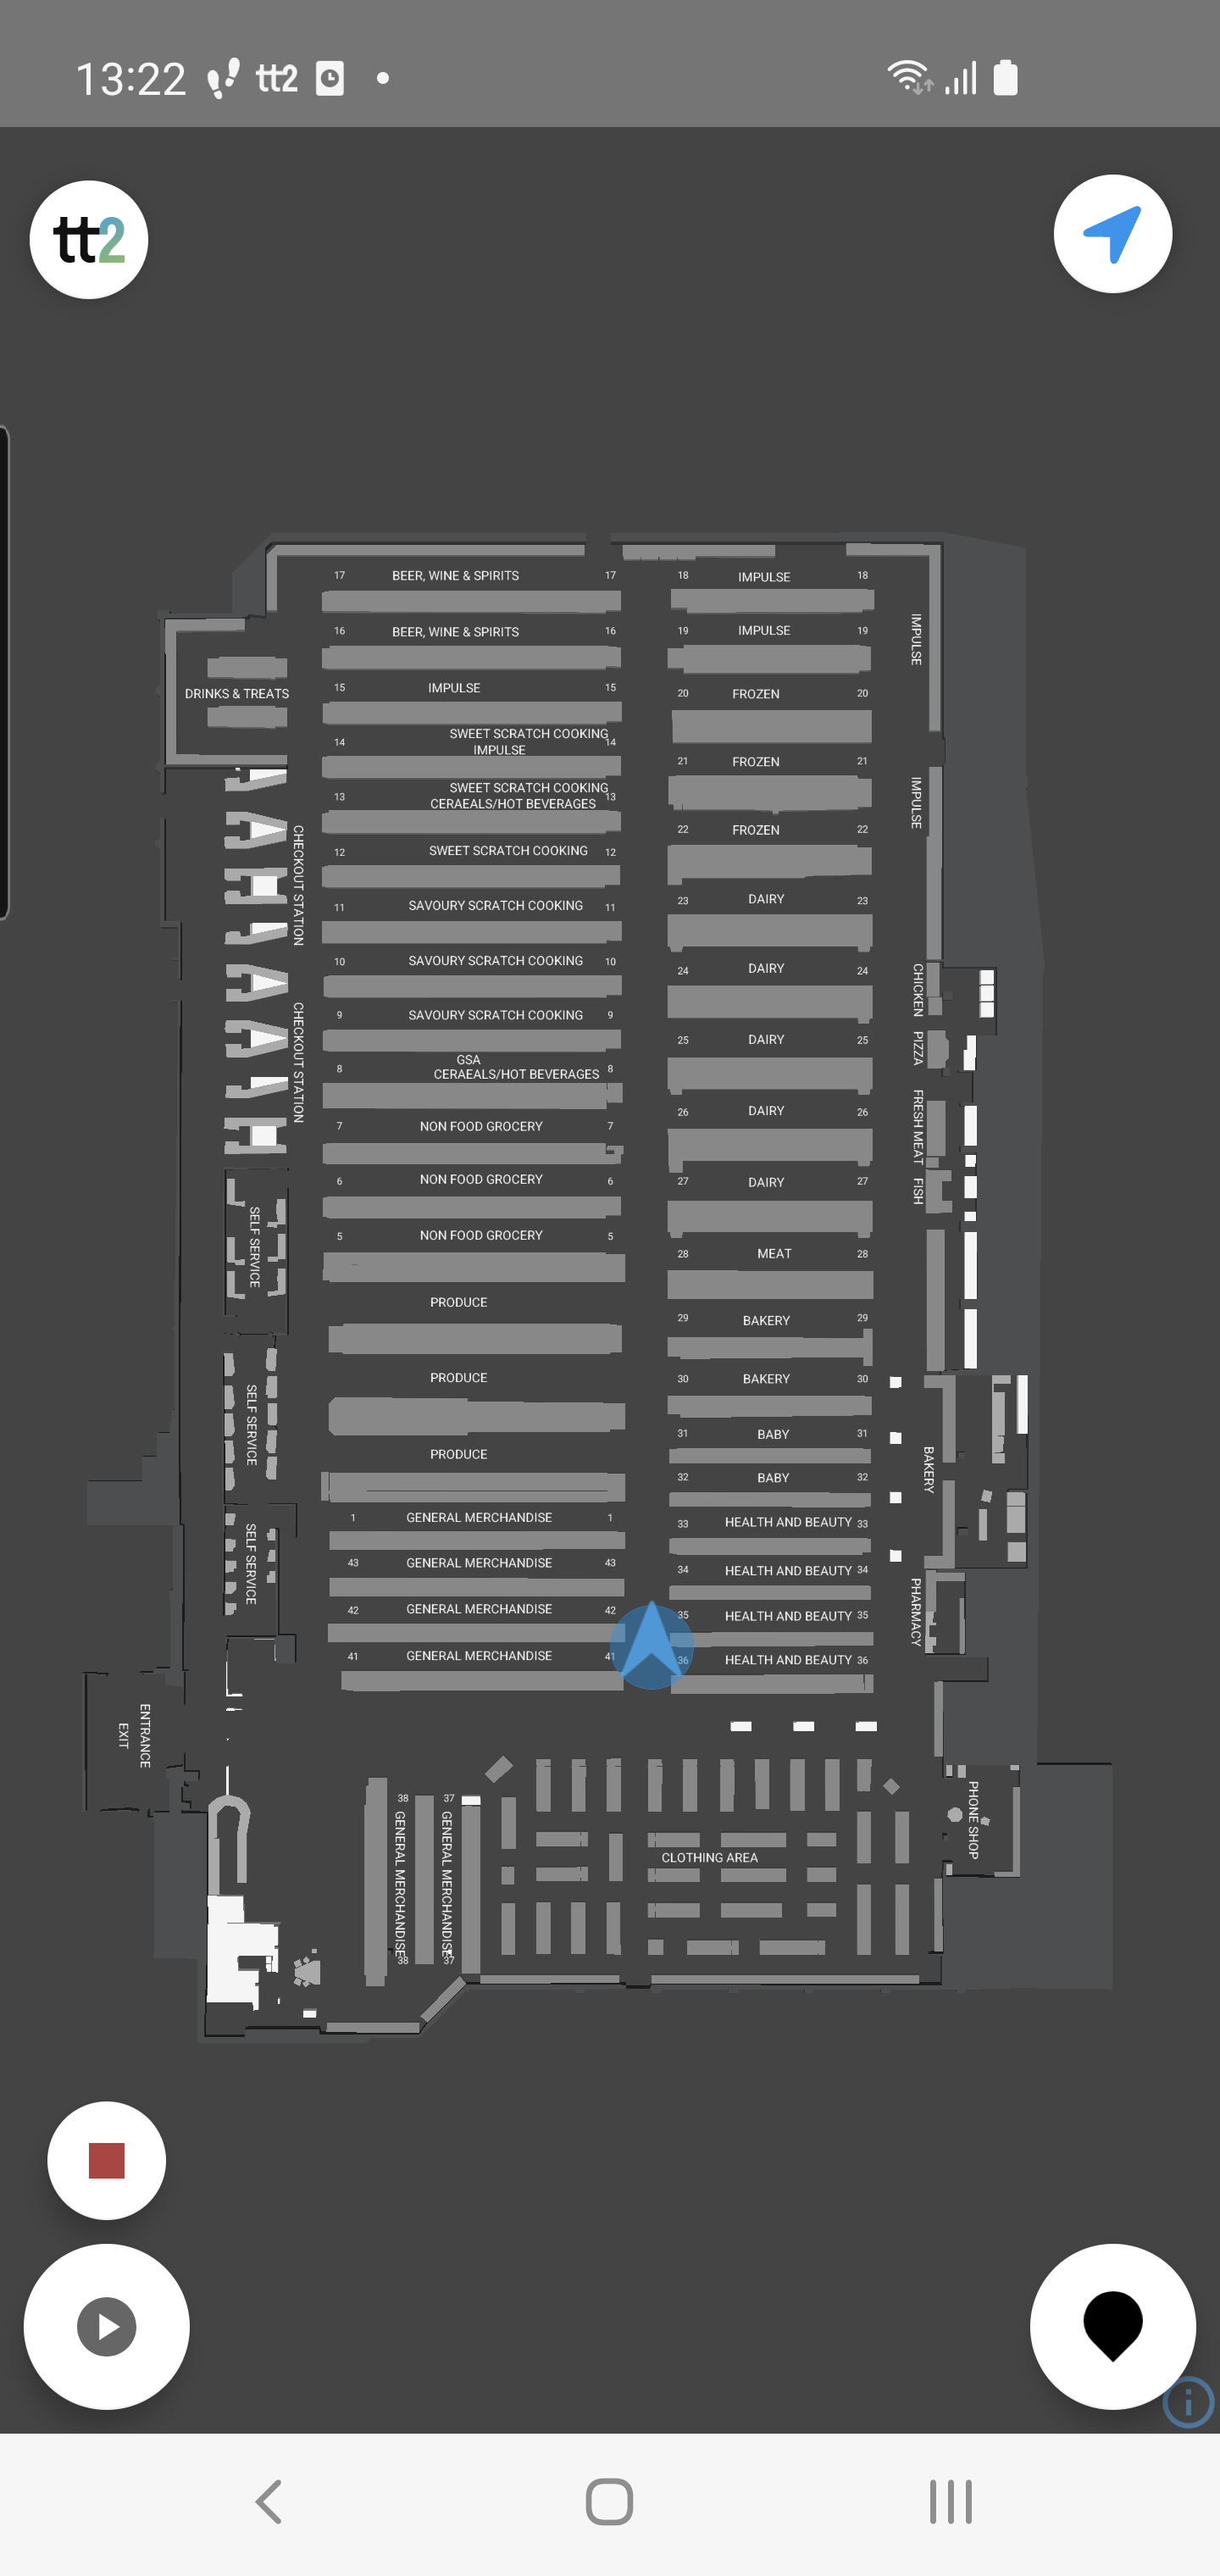 13:22 tt2
tt2
17 BEER, WINE & SPIRITS 17 18 IMPULSE 18
16 BEER, WINE & SPIRITS 16 19 IMPULSE 19
IMPULSE
DRINKS & TREATS
15 IMPULSE 15 20 FROZEN 20
SWEET SCRATCH COOKING
14 IMPULSE 14
21 FROZEN 21
IMPULSE
SWEET SCRATCH COOKING
13 CERAEALS/HOT BEVERAGES 13
22 FROZEN 22
12 SWEET SCRATCH COOKING 12
CHECKOUT STATION
11 SAVOURY SCRATCH COOKING 11 23 DAIRY 23
10 SAVOURY SCRATCH COOKING 10 24 DAIRY 24
CHICKEN
9 SAVOURY SCRATCH COOKING 9 25 DAIRY 25
PIZZA
CHECKOUT STATION
GSA
8 CERAEALS/HOT BEVERAGES 8
26 DAIRY 26
FRESH MEAT
7 NON FOOD GROCERY 7
6 NON FOOD GROCERY 6 27 DAIRY 27
FISH
SELF SERVICE
5 NON FOOD GROCERY 5 28 MEAT 28
PRODUCE
29 BAKERY 29
PRODUCE
30 BAKERY 30
SELF SERVICE
31 BABY 31
PRODUCE
BAKERY
32 BABY 32
1 GENERAL MERCHANDISE 1 33 HEALTH AND BEAUTY 33
SELF SERVICE
43 GENERAL MERCHANDISE 43 34 HEALTH AND BEAUTY 34
42 GENERAL MERCHANDISE 42 35 HEALTH AND BEAUTY 35
PHARMACY
41 GENERAL MERCHANDISE 41 36 HEALTH AND BEAUTY 36
ENTRANCE
EXIT
38 37
GENERAL MERCHANDISE
GENERAL MERCHANDISE
38 37
CLOTHING AREA
PHONE SHOP